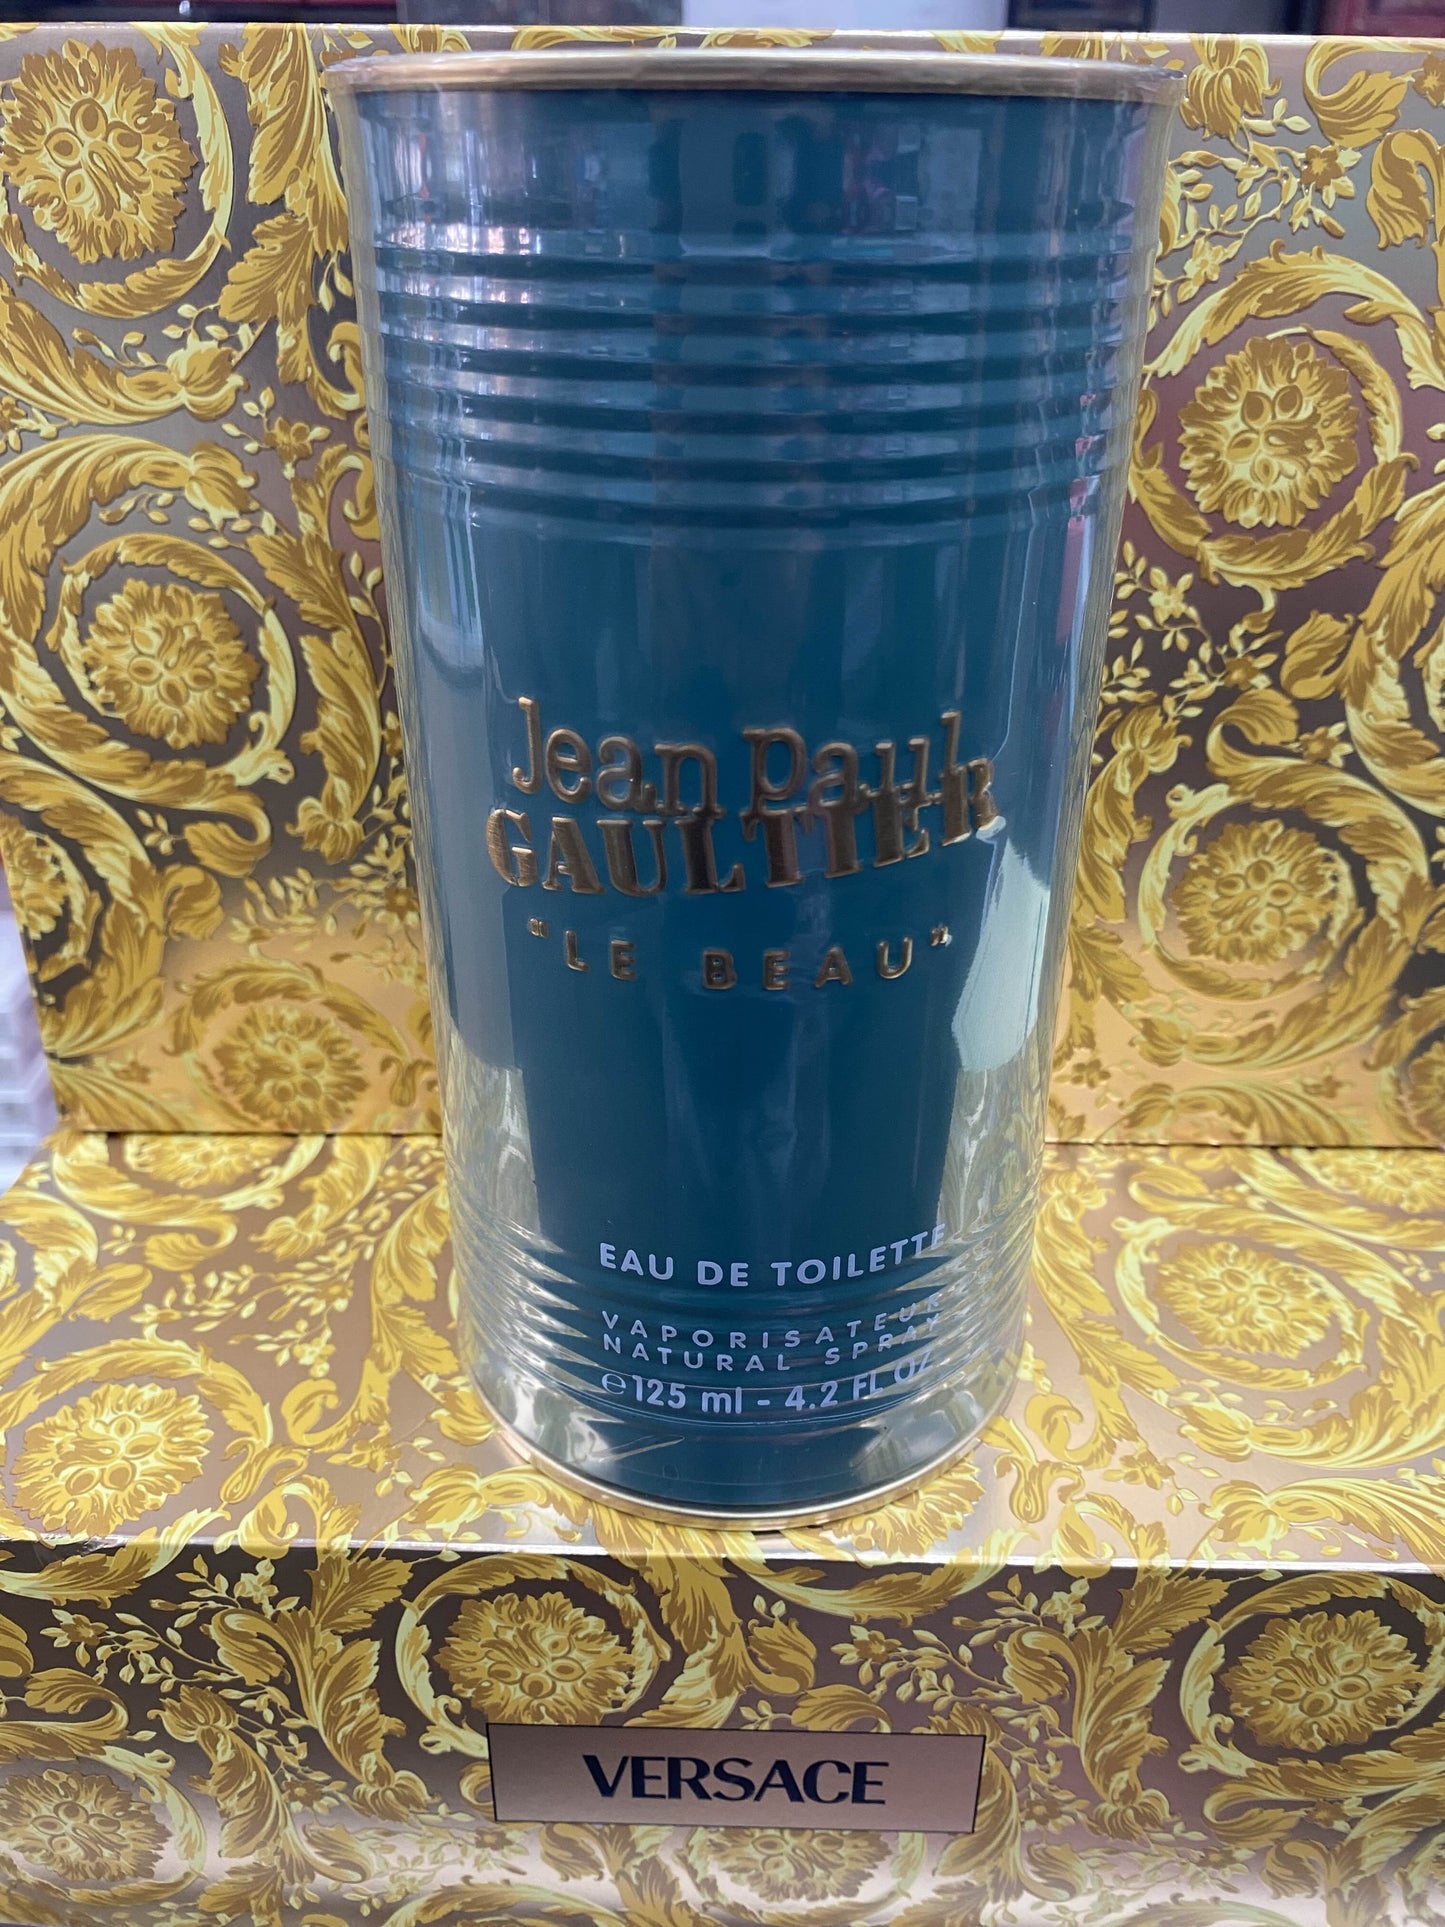 Jean Paul
GAULTIER
"LE BEAU"
EAU DE TOILETTE
VAPORISATEUR
NATURAL SPRAY
℮125 ml - 4.2 FL OZ
VERSACE